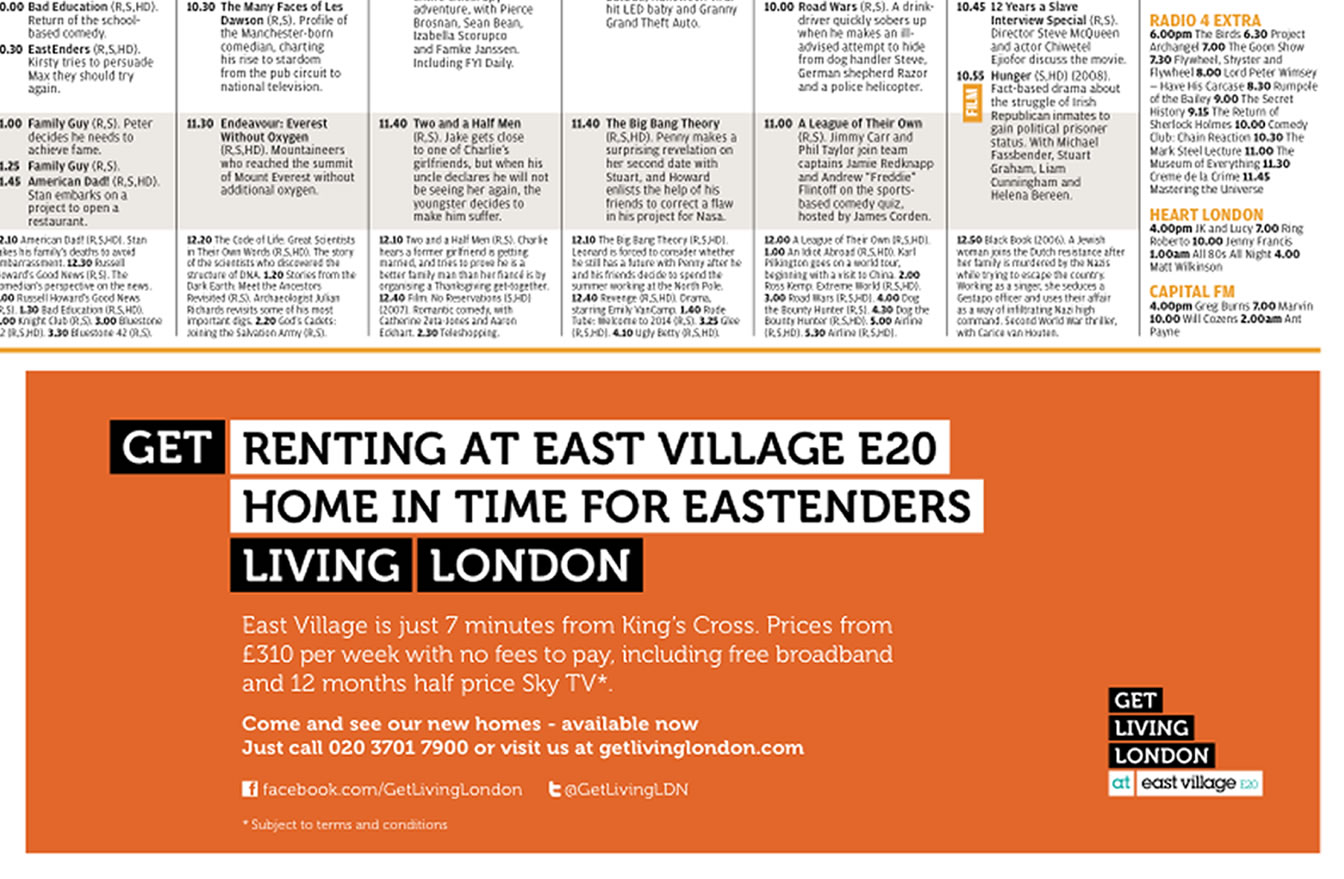 0.00 Bad Education (R,S,HD).
Return of the school-
based comedy.
0.30 EastEnders (R,S,HD).
Kirsty tries to persuade
Max they should try
again.
1.00 Family Guy (R,S). Peter
decides he needs to
achieve fame.
1.25 Family Guy (R,S).
1.45 American Dad! (R,S,HD).
Stan embarks on a
project to open a
restaurant.
2.10 American Dad! (R,S,HD). Stan
akes his family's deaths to avoid
mbarrassment. 12.30 Russell
oward's Good News (R,S). The
omedian's perspective on the news.
.00 Russell Howard's Good News
R,S). 1.30 Bad Education (R,S,HD).
.00 Knight Club (R,S). 3.00 Bluestone
2 (R,S,HD). 3.30 Bluestone 42 (R,S).
10.30 The Many Faces of Les
Dawson (R,S). Profile of
the Manchester-born
comedian, charting
his rise to stardom
from the pub circuit to
national television.
11.30 Endeavour: Everest
Without Oxygen
(R,S,HD). Mountaineers
who reached the summit
of Mount Everest without
additional oxygen.
12.20 The Code of Life: Great Scientists
in Their Own Words (R,S,HD). The story
of the scientists who discovered the
structure of DNA. 1.20 Stories from the
Dark Earth: Meet the Ancestors
Revisited (R,S). Archaeologist Julian
Richards revisits some of his most
important digs. 2.20 God's Cadets:
Joining the Salvation Army (R,S).
adventure, with Pierce
Brosnan, Sean Bean,
Izabella Scorupco
and Famke Janssen.
Including FYI Daily.
11.40 Two and a Half Men
(R,S). Jake gets close
to one of Charlie's
girlfriends, but when his
uncle declares he will not
be seeing her again, the
youngster decides to
make him suffer.
12.10 Two and a Half Men (R,S). Charlie
hears a former girlfriend is getting
married, and tries to prove he is a
better family man than her fiancé is by
organising a Thanksgiving get-together.
12.40 Film: No Reservations (S,HD)
(2007). Romantic comedy, with
Catherine Zeta-Jones and Aaron
Eckhart. 2.30 Teleshopping.
hit LED baby and Granny
Grand Theft Auto.
11.40 The Big Bang Theory
(R,S,HD). Penny makes a
surprising revelation on
her second date with
Stuart, and Howard
enlists the help of his
friends to correct a flaw
in his project for Nasa.
12.10 The Big Bang Theory (R,S,HD).
Leonard is forced to consider whether
he still has a future with Penny after he
and his friends decide to spend the
summer working at the North Pole.
12.40 Revenge (R,S,HD). Drama,
starring Emily VanCamp. 1.40 Rude
Tube: Welcome to 2014 (R,S). 3.25 Glee
(R,S,HD). 4.10 Ugly Betty (R,S,HD).
10.00 Road Wars (R,S). A drink-
driver quickly sobers up
when he makes an ill-
advised attempt to hide
from dog handler Steve,
German shepherd Razor
and a police helicopter.
11.00 A League of Their Own
(R,S). Jimmy Carr and
Phil Taylor join team
captains Jamie Redknapp
and Andrew "Freddie"
Flintoff on the sports-
based comedy quiz,
hosted by James Corden.
12.00 A League of Their Own (R,S,HD).
1.00 An Idiot Abroad (R,S,HD). Karl
Pilkington goes on a world tour,
beginning with a visit to China. 2.00
Ross Kemp: Extreme World (R,S,HD).
3.00 Road Wars (R,S,HD). 4.00 Dog
the Bounty Hunter (R,S). 4.30 Dog the
Bounty Hunter (R,S,HD). 5.00 Airline
(R,S,HD). 5.30 Airline (R,S,HD).
10.45 12 Years a Slave
Interview Special (R,S).
Director Steve McQueen
and actor Chiwetel
Ejiofor discuss the movie.
10.55 Hunger (S,HD) (2008).
FILM
Fact-based drama about
the struggle of Irish
Republican inmates to
gain political prisoner
status. With Michael
Fassbender, Stuart
Graham, Liam
Cunningham and
Helena Bereen.
12.50 Black Book (2006). A Jewish
woman joins the Dutch resistance after
her family is murdered by the Nazis
while trying to escape the country.
Working as a singer, she seduces a
Gestapo officer and uses their affair
as a way of infiltrating Nazi high
command. Second World War thriller,
with Carice van Houten.
RADIO 4 EXTRA
6.00pm The Birds 6.30 Project
Archangel 7.00 The Goon Show
7.30 Flywheel, Shyster and
Flywheel 8.00 Lord Peter Wimsey
– Have His Carcase 8.30 Rumpole
of the Bailey 9.00 The Secret
History 9.15 The Return of
Sherlock Holmes 10.00 Comedy
Club: Chain Reaction 10.30 The
Mark Steel Lecture 11.00 The
Museum of Everything 11.30
Creme de la Crime 11.45
Mastering the Universe
HEART LONDON
4.00pm JK and Lucy 7.00 Ring
Roberto 10.00 Jenny Francis
1.00am All 80s All Night 4.00
Matt Wilkinson
CAPITAL FM
4.00pm Greg Burns 7.00 Marvin
10.00 Will Cozens 2.00am Ant
Payne
GET RENTING AT EAST VILLAGE E20
HOME IN TIME FOR EASTENDERS
LIVING LONDON
East Village is just 7 minutes from King's Cross. Prices from
£310 per week with no fees to pay, including free broadband
and 12 months half price Sky TV*.
Come and see our new homes - available now
Just call 020 3701 7900 or visit us at getlivinglondon.com
facebook.com/GetLivingLondon @GetLivingLDN
* Subject to terms and conditions
GET
LIVING
LONDON
at east village E20